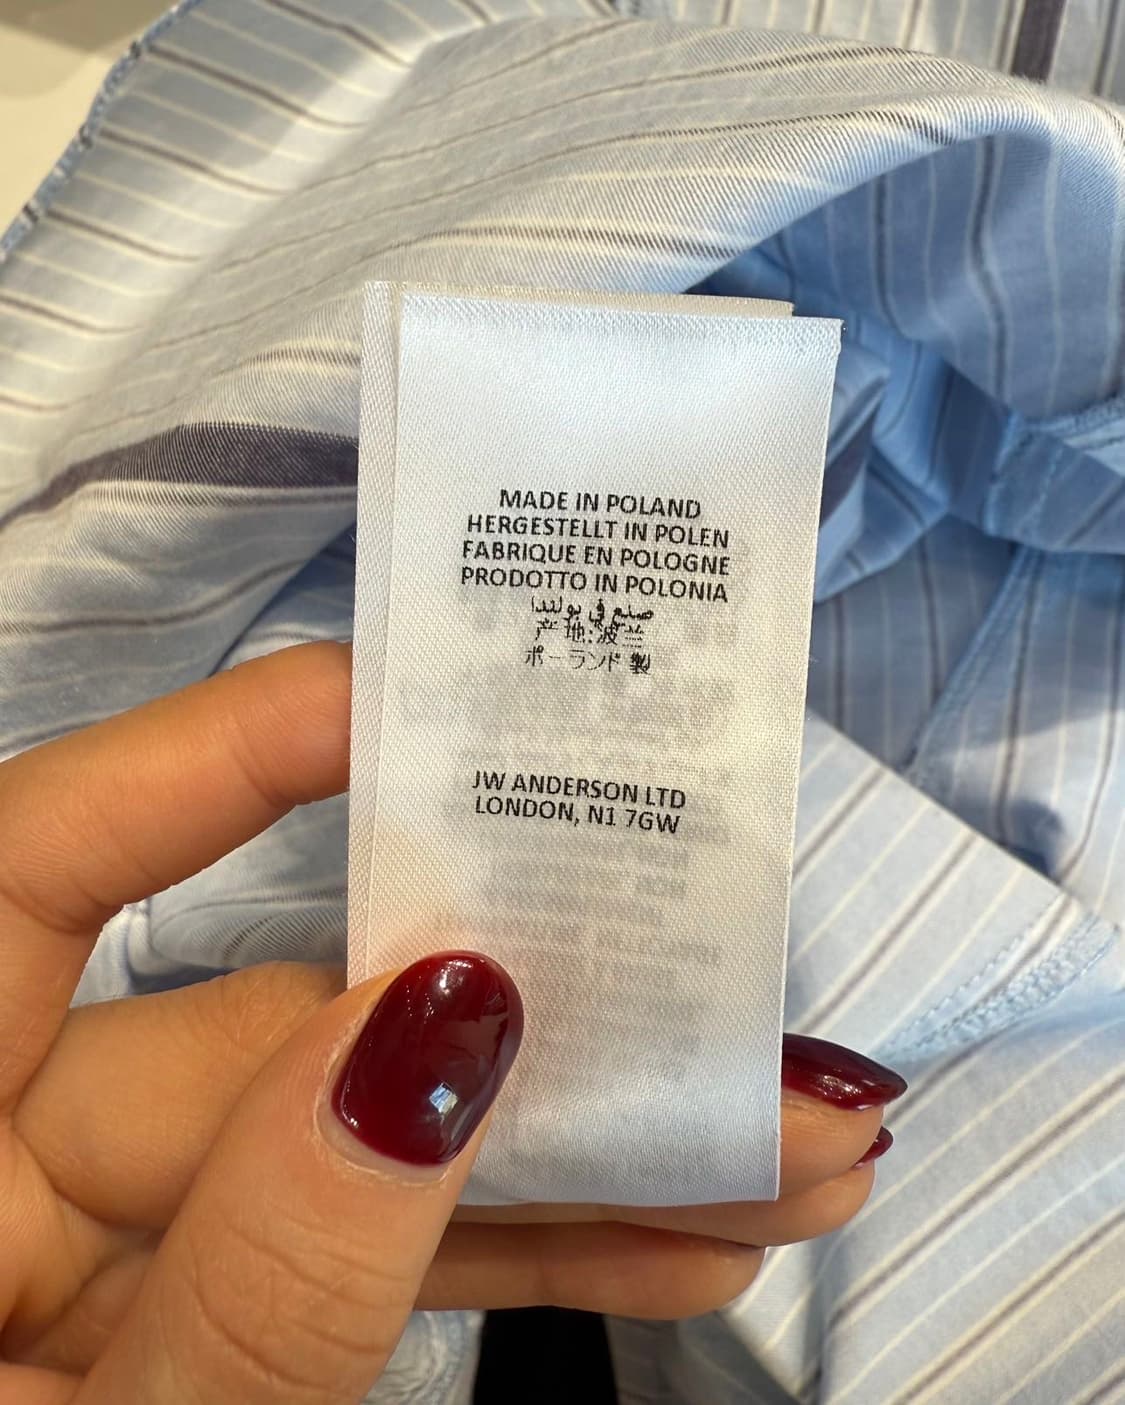 MADE IN POLAND
HERGESTELLT IN POLEN
FABRIQUE EN POLOGNE
PRODOTTO IN POLONIA
صنع في بولندا
产地:波兰
ポーランド製
JW ANDERSON LTD
LONDON, N1 7GW